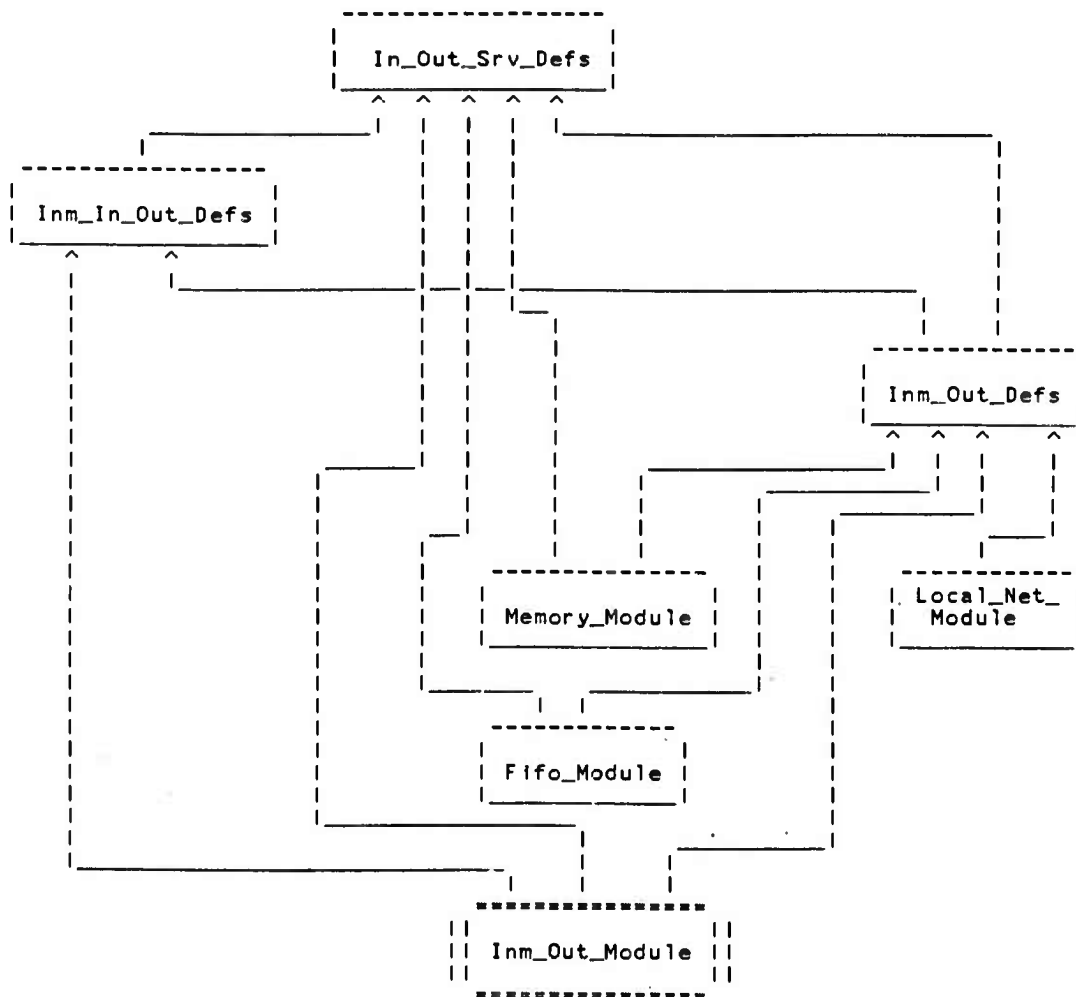 In_Out_Srv_Defs
Inm_In_Out_Defs
Inm_Out_Defs
Local_Net_
Module
Memory_Module
Fifo_Module
Inm_Out_Module